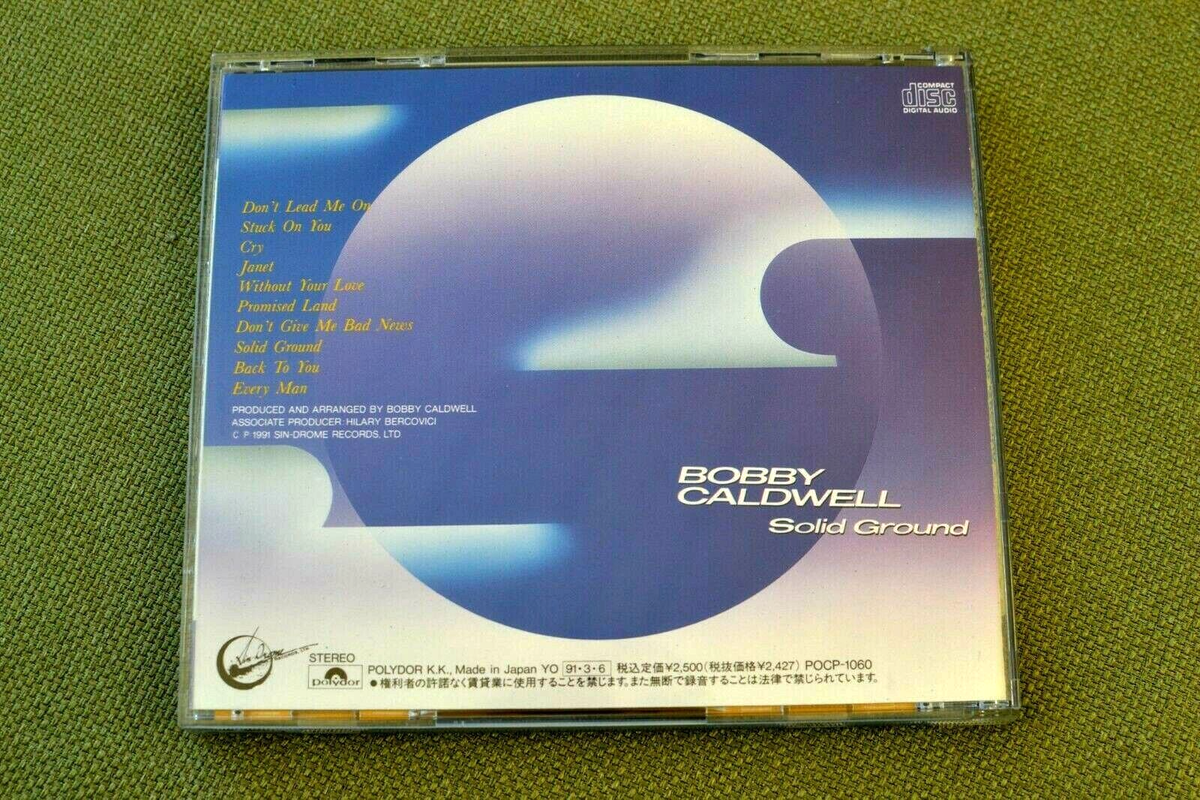 COMPACT
disc
DIGITAL AUDIO
Don't Lead Me On
Stuck On You
Cry
Janet
Without Your Love
Promised Land
Don't Give Me Bad News
Solid Ground
Back To You
Every Man
PRODUCED AND ARRANGED BY BOBBY CALDWELL
ASSOCIATE PRODUCER: HILARY BERCOVICI
C P 1991 SIN-DROME RECORDS, LTD
BOBBY
CALDWELL
Solid Ground
Sin-Drome
STEREO
polydor
POLYDOR K.K., Made in Japan YO 91・3・6 税込定価¥2,500(税抜価格¥2,427) POCP-1060
●権利者の許諾なく賃貸業に使用することを禁じます。また無断で録音することは法律で禁じられています。